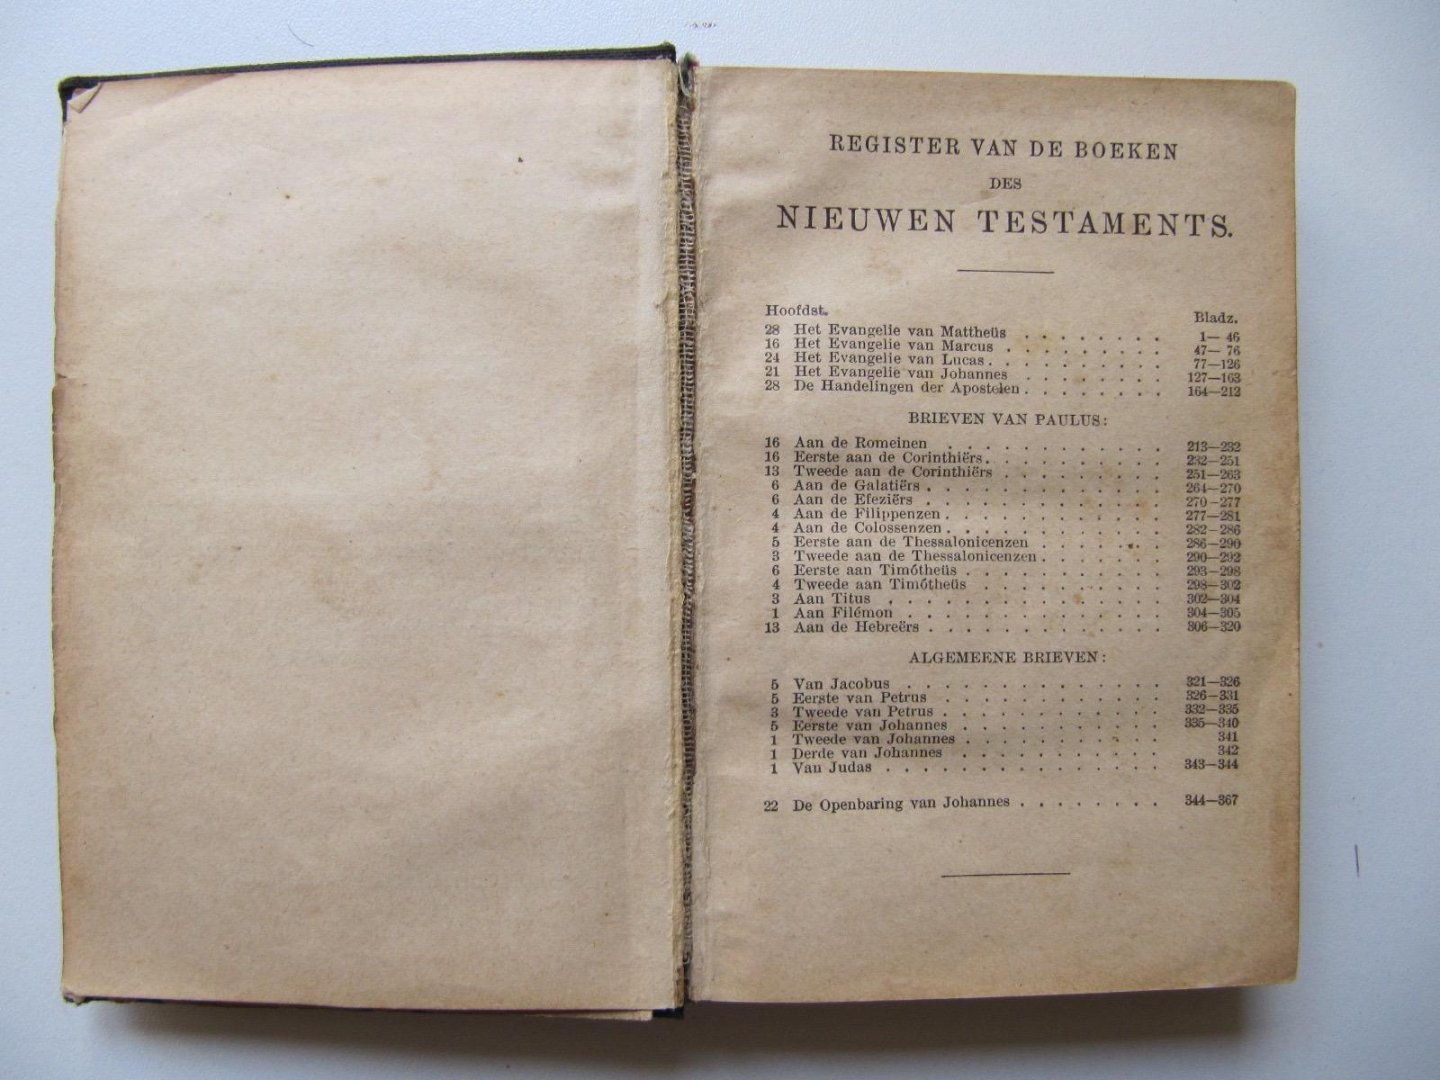 REGISTER VAN DE BOEKEN
DES
NIEUWEN TESTAMENTS.
Hoofdst. Bladz.
28 Het Evangelie van Mattheüs . . . . . . . . 1— 46
16 Het Evangelie van Marcus . . . . . . . . . 47— 76
24 Het Evangelie van Lucas . . . . . . . . . . 77—126
21 Het Evangelie van Johannes . . . . . . . . 127—163
28 De Handelingen der Apostelen . . . . . . . . 164—212
BRIEVEN VAN PAULUS:
16 Aan de Romeinen . . . . . . . . . . . . 213—232
16 Eerste aan de Corinthiërs . . . . . . . . . . 232—251
13 Tweede aan de Corinthiërs . . . . . . . . . 251—263
6 Aan de Galatiërs . . . . . . . . . . . . . 264—270
6 Aan de Efeziërs . . . . . . . . . . . . . 270-277
4 Aan de Filippenzen . . . . . . . . . . . . 277—281
4 Aan de Colossenzen . . . . . . . . . . . . 282—286
5 Eerste aan de Thessalonicenzen . . . . . . . 286—290
3 Tweede aan de Thessalonicenzen . . . . . . . 290—292
6 Eerste aan Timótheüs . . . . . . . . . . . 293—298
4 Tweede aan Timótheüs . . . . . . . . . . . 298—302
3 Aan Titus . . . . . . . . . . . . . . . 302—304
1 Aan Filémon . . . . . . . . . . . . . . 304—305
13 Aan de Hebreërs . . . . . . . . . . . . . 306—320
ALGEMEENE BRIEVEN:
5 Van Jacobus . . . . . . . . . . . . . . 321—326
5 Eerste van Petrus . . . . . . . . . . . . 326—331
3 Tweede van Petrus . . . . . . . . . . . . 332—335
5 Eerste van Johannes . . . . . . . . . . . 335—340
1 Tweede van Johannes . . . . . . . . . . . 341
1 Derde van Johannes . . . . . . . . . . . 342
1 Van Judas . . . . . . . . . . . . . . . 343—344
22 De Openbaring van Johannes . . . . . . . . 344—367